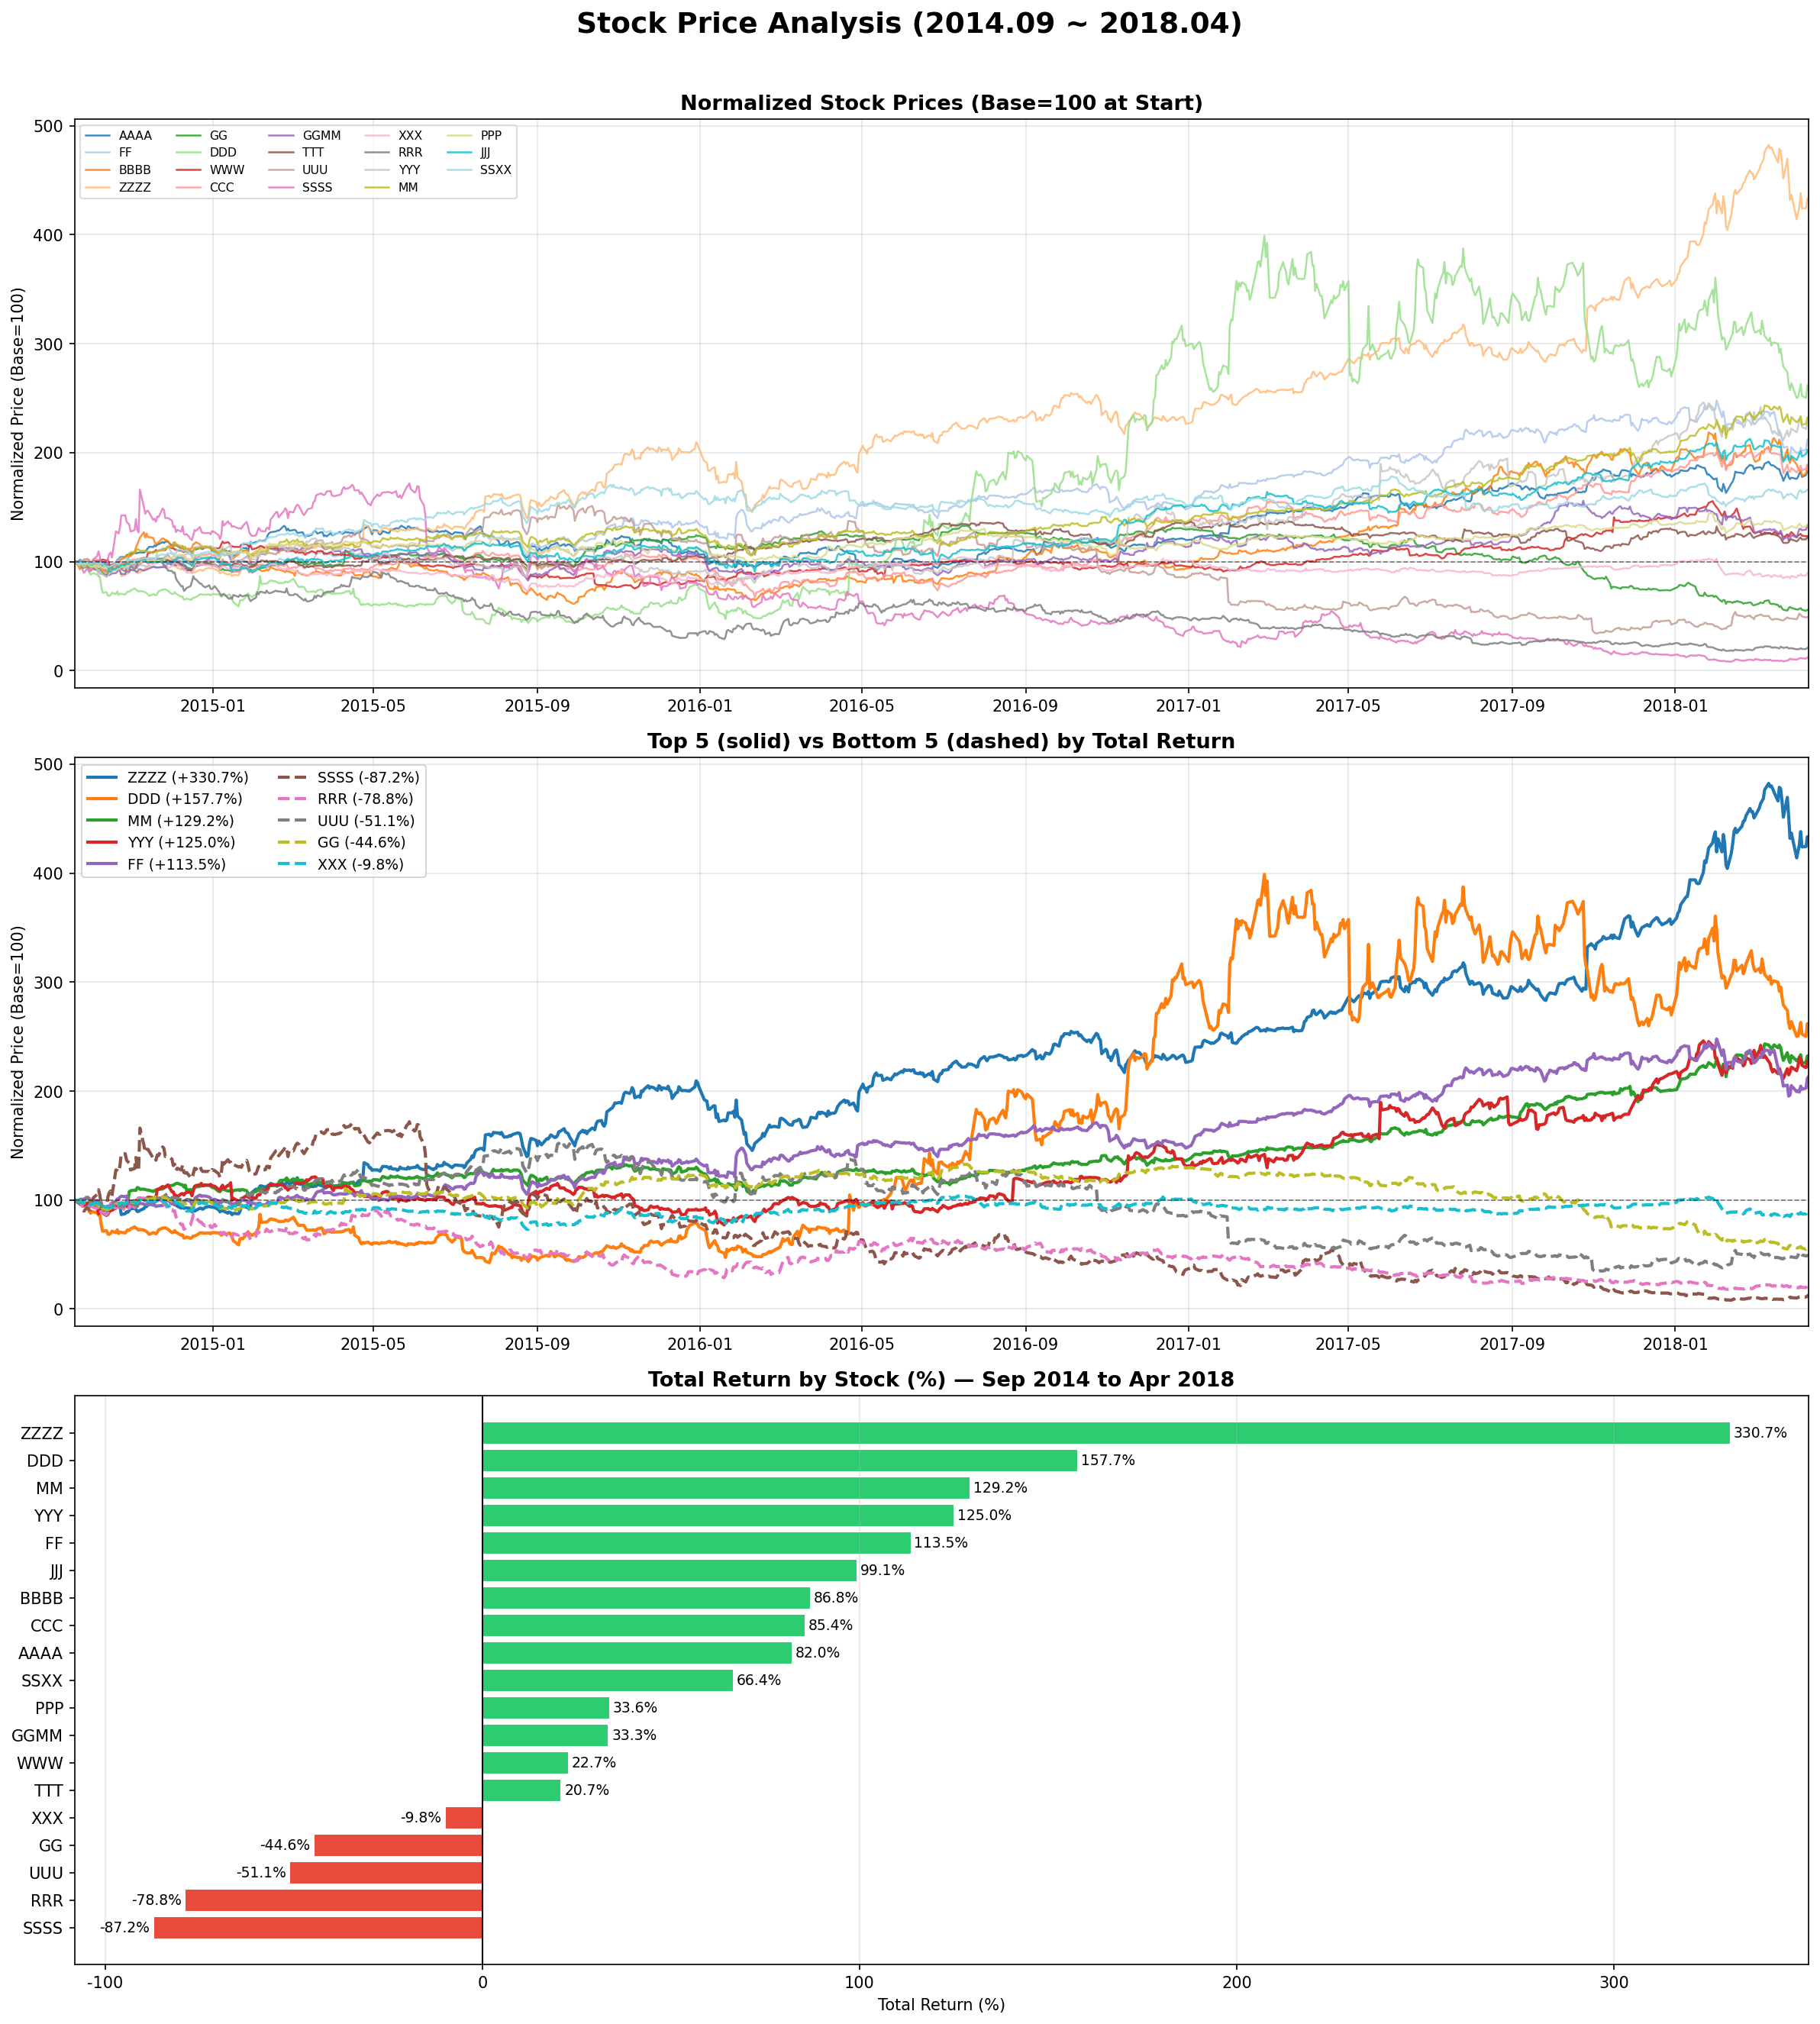 Stock Price Analysis (2014.09 ~ 2018.04)
Normalized Stock Prices (Base=100 at Start)
Normalized Price (Base=100)
500
400
300
200
100
0
AAAA GG GGMM XXX PPP
FF DDD TTT RRR JJJ
BBBB WWW UUU YYY SSXX
ZZZZ CCC SSSS MM
2015-01 2015-05 2015-09 2016-01 2016-05 2016-09 2017-01 2017-05 2017-09 2018-01
Top 5 (solid) vs Bottom 5 (dashed) by Total Return
Normalized Price (Base=100)
500
400
300
200
100
0
ZZZZ (+330.7%) SSSS (-87.2%)
DDD (+157.7%) RRR (-78.8%)
MM (+129.2%) UUU (-51.1%)
YYY (+125.0%) GG (-44.6%)
FF (+113.5%) XXX (-9.8%)
2015-01 2015-05 2015-09 2016-01 2016-05 2016-09 2017-01 2017-05 2017-09 2018-01
Total Return by Stock (%) — Sep 2014 to Apr 2018
ZZZZ 330.7%
DDD 157.7%
MM 129.2%
YYY 125.0%
FF 113.5%
JJJ 99.1%
BBBB 86.8%
CCC 85.4%
AAAA 82.0%
SSXX 66.4%
PPP 33.6%
GGMM 33.3%
WWW 22.7%
TTT 20.7%
XXX -9.8%
GG -44.6%
UUU -51.1%
RRR -78.8%
SSSS -87.2%
-100 0 100 200 300
Total Return (%)